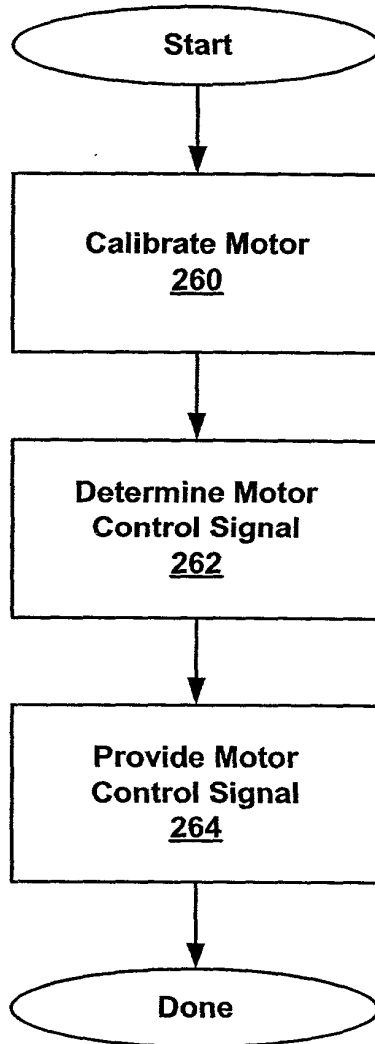 Start
Calibrate Motor
260
Determine Motor
Control Signal
262
Provide Motor
Control Signal
264
Done